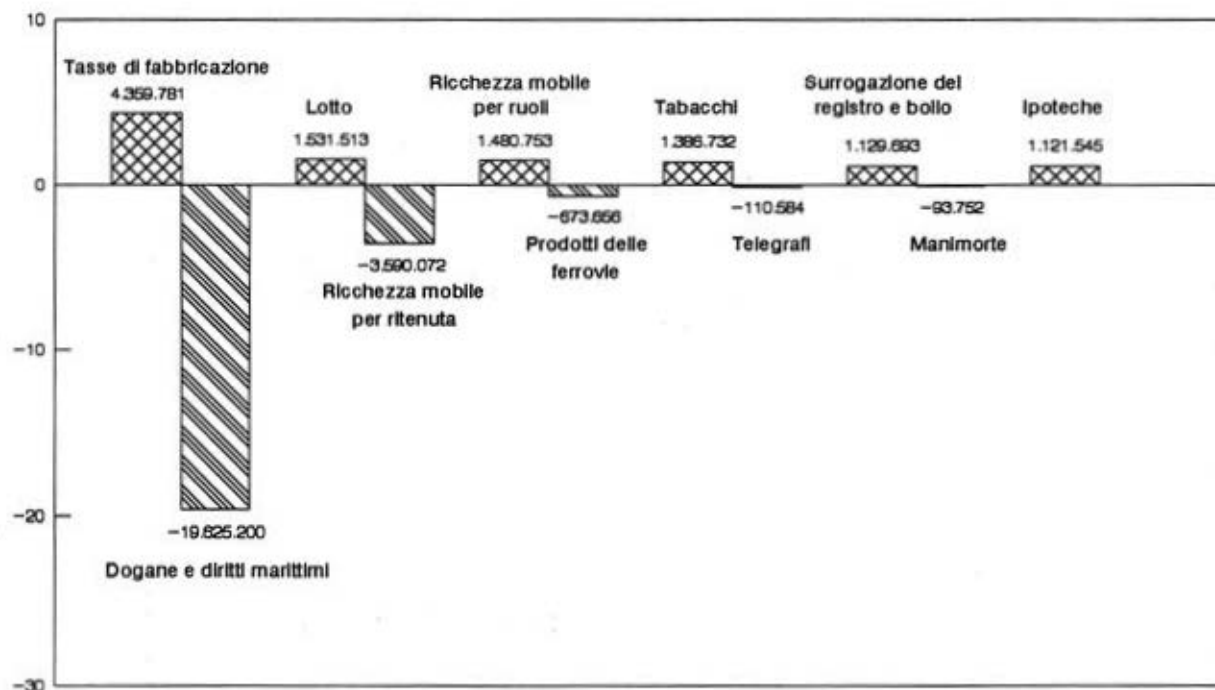 10
Tasse di fabbricazione
4.359.781
Lotto
1.531.513
Ricchezza mobile
per ruoli
1.480.753
Tabacchi
1.386.732
Surrogazione del
registro e bollo
1.129.693
Ipoteche
1.121.545
0
−3.590.072
Ricchezza mobile
per ritenuta
−673.656
Prodotti delle
ferrovie
−110.584
Telegrafi
−93.752
Manimorte
−10
−20
−19.625.200
Dogane e diritti marittimi
−30